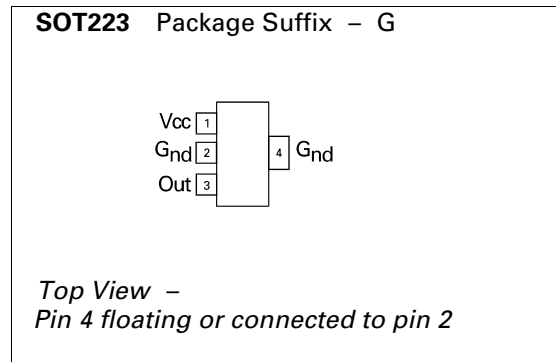 SOT223 Package Suffix – G
Vcc 1
Gnd 2 4 Gnd
Out 3
Top View –
Pin 4 floating or connected to pin 2